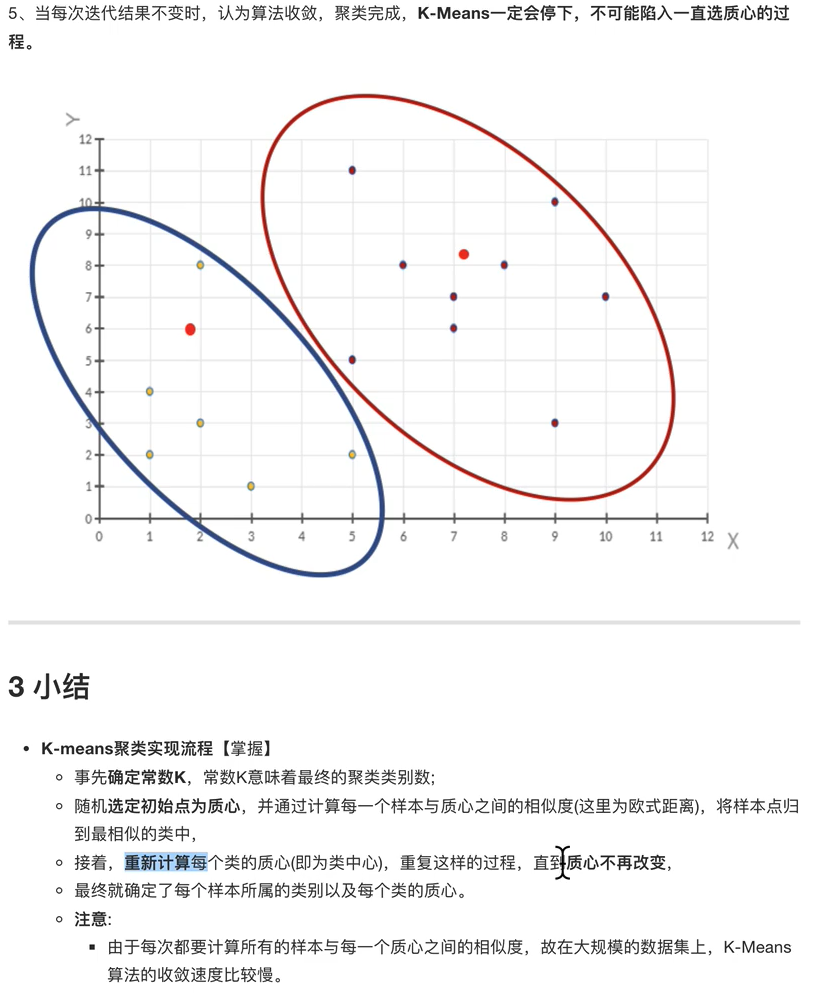 5、当每次迭代结果不变时，认为算法收敛，聚类完成，K-Means一定会停下，不可能陷入一直选质心的过
程。
Y
12
11
10
9
8
7
6
5
4
3
2
1
0
0 1 2 3 4 5 6 7 8 9 10 11 12 X
3 小结
• K-means聚类实现流程【掌握】
○ 事先确定常数K，常数K意味着最终的聚类类别数;
○ 随机选定初始点为质心，并通过计算每一个样本与质心之间的相似度(这里为欧式距离)，将样本点归
到最相似的类中，
○ 接着，重新计算每个类的质心(即为类中心)，重复这样的过程，直到质心不再改变，
○ 最终就确定了每个样本所属的类别以及每个类的质心。
○ 注意:
▪ 由于每次都要计算所有的样本与每一个质心之间的相似度，故在大规模的数据集上，K-Means
算法的收敛速度比较慢。